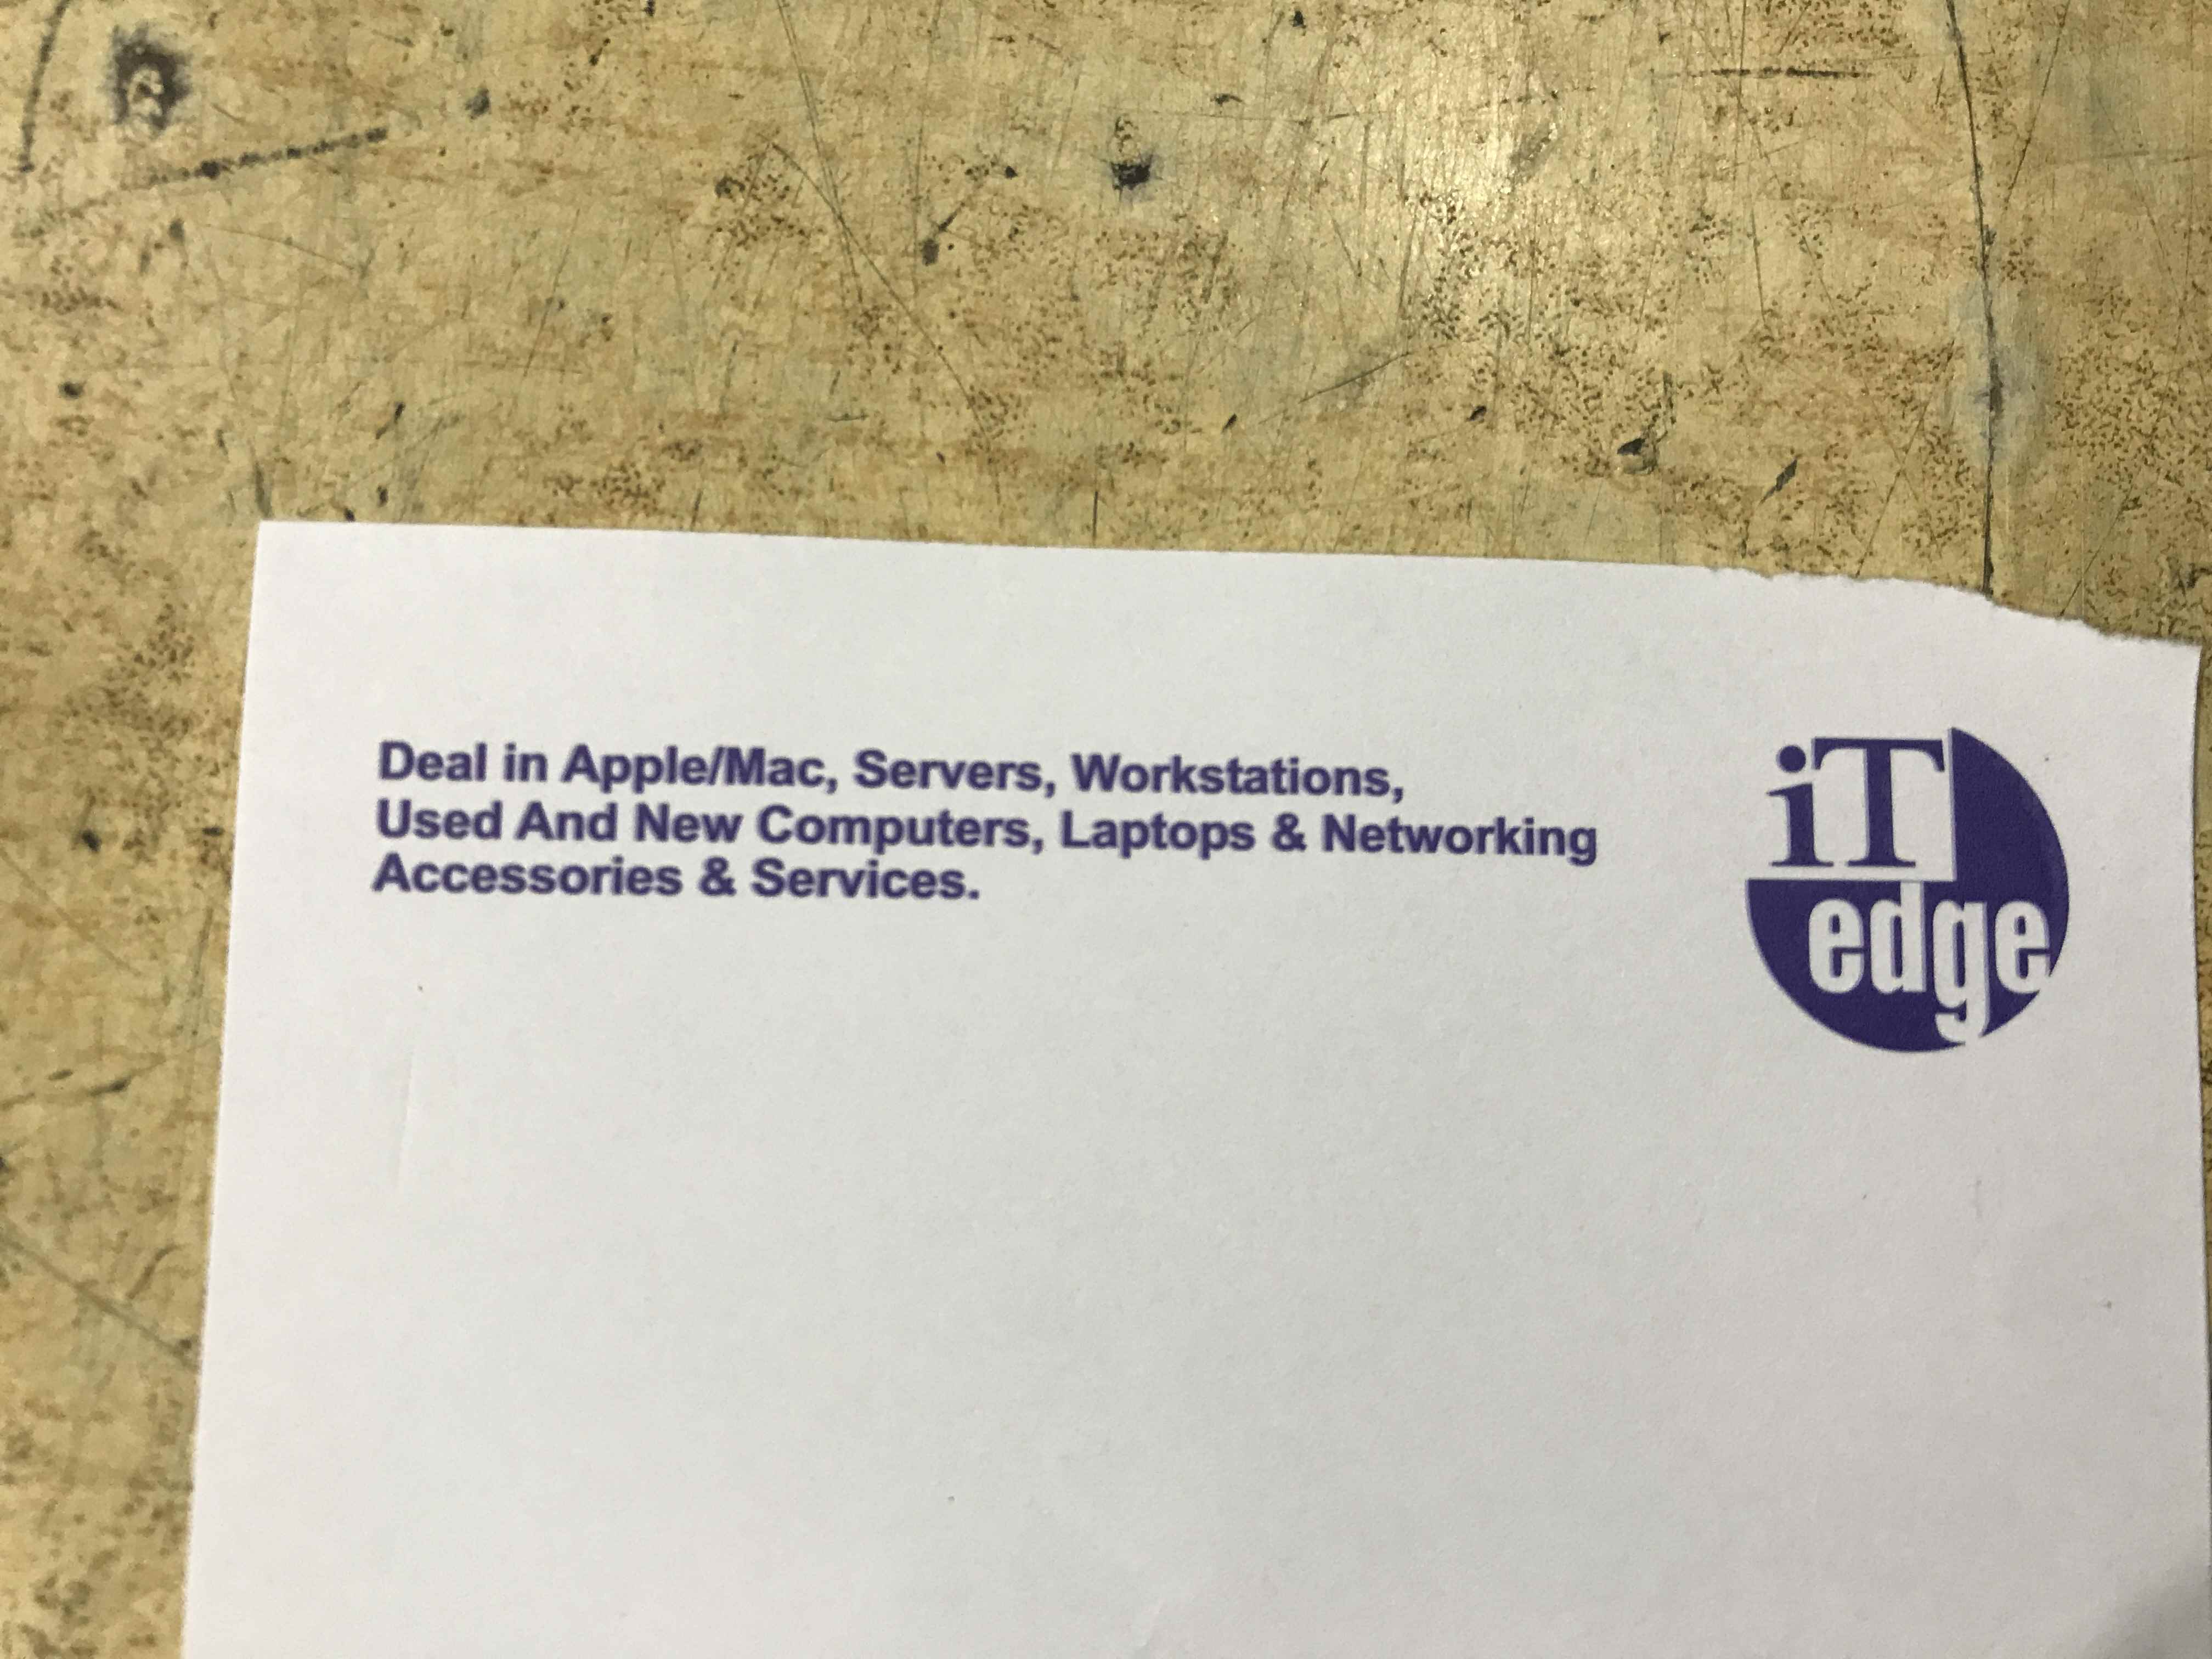 Deal in Apple/Mac, Servers, Workstations,
Used And New Computers, Laptops & Networking
Accessories & Services.
iT
edge